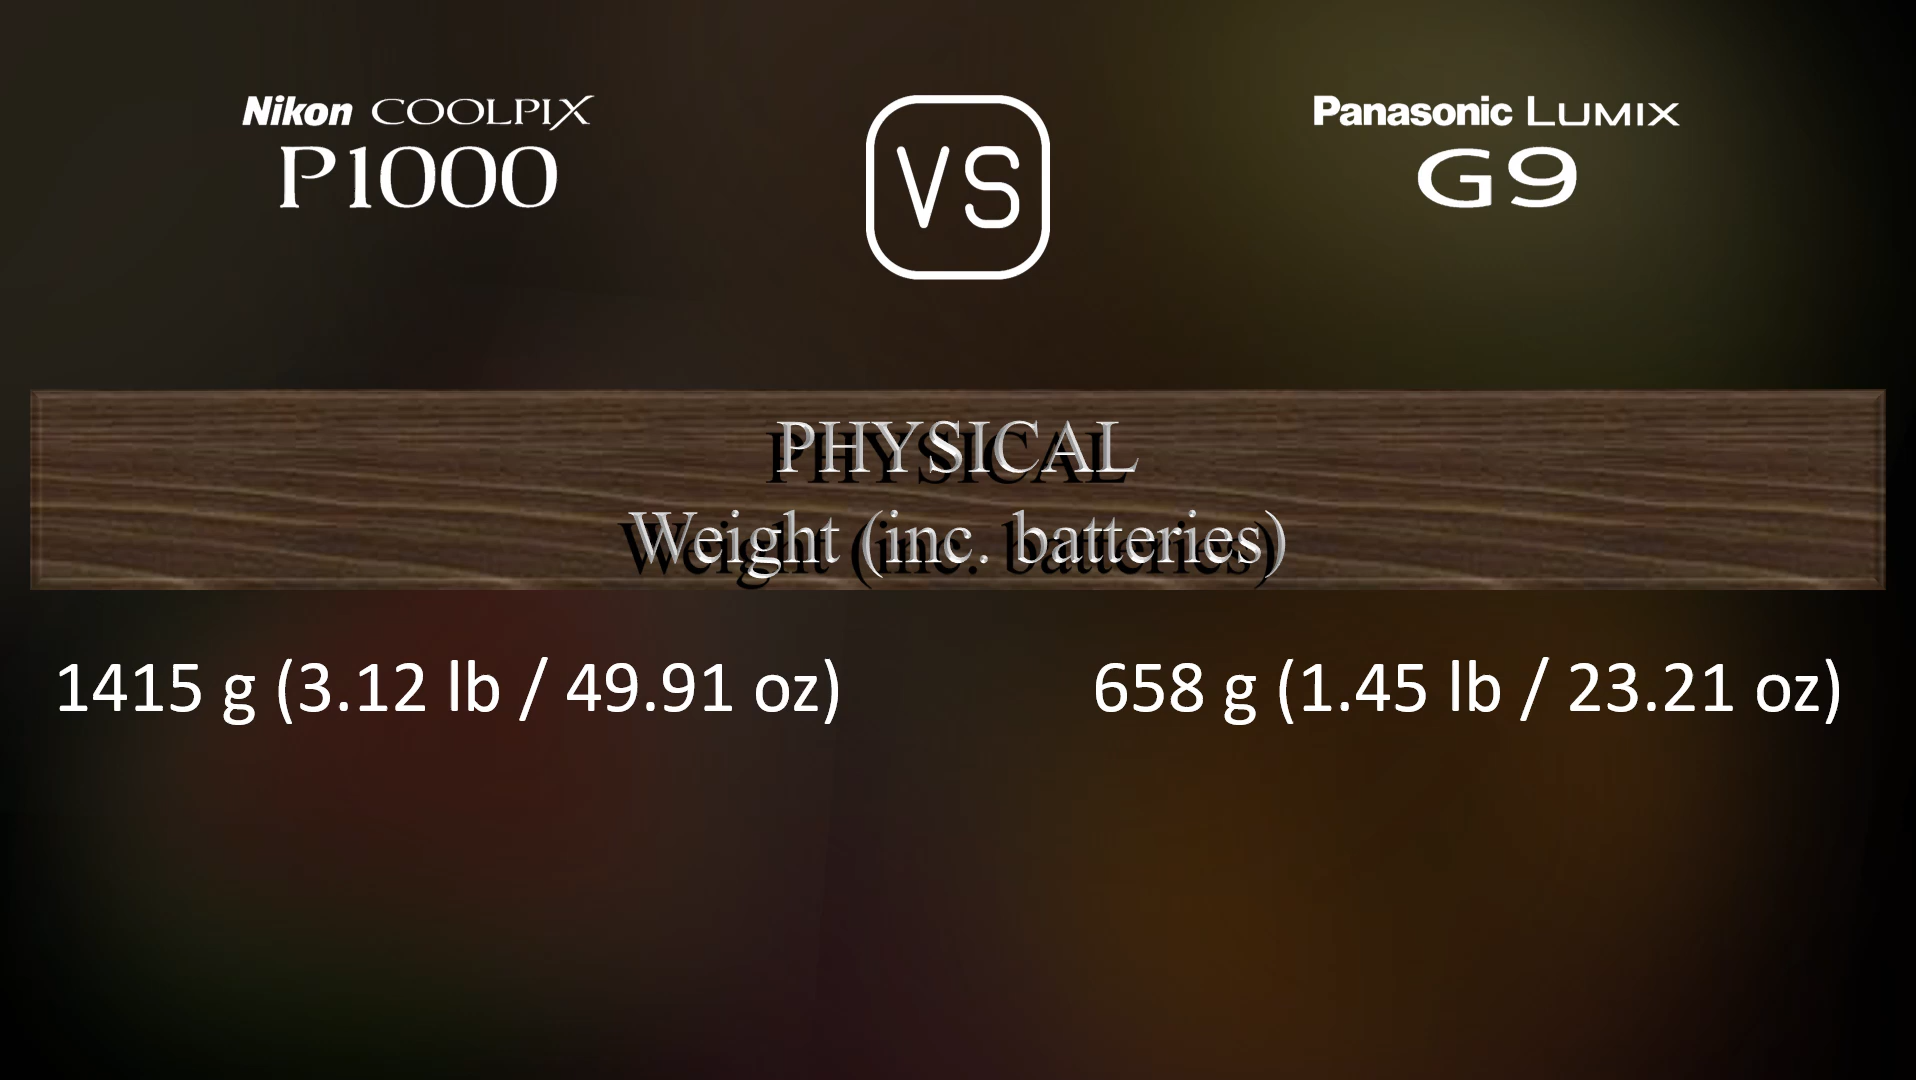 Nikon COOLPIX
P1000
VS
Panasonic LUMIX
G9
PHYSICAL
Weight (inc. batteries)
1415 g (3.12 lb / 49.91 oz)
658 g (1.45 lb / 23.21 oz)